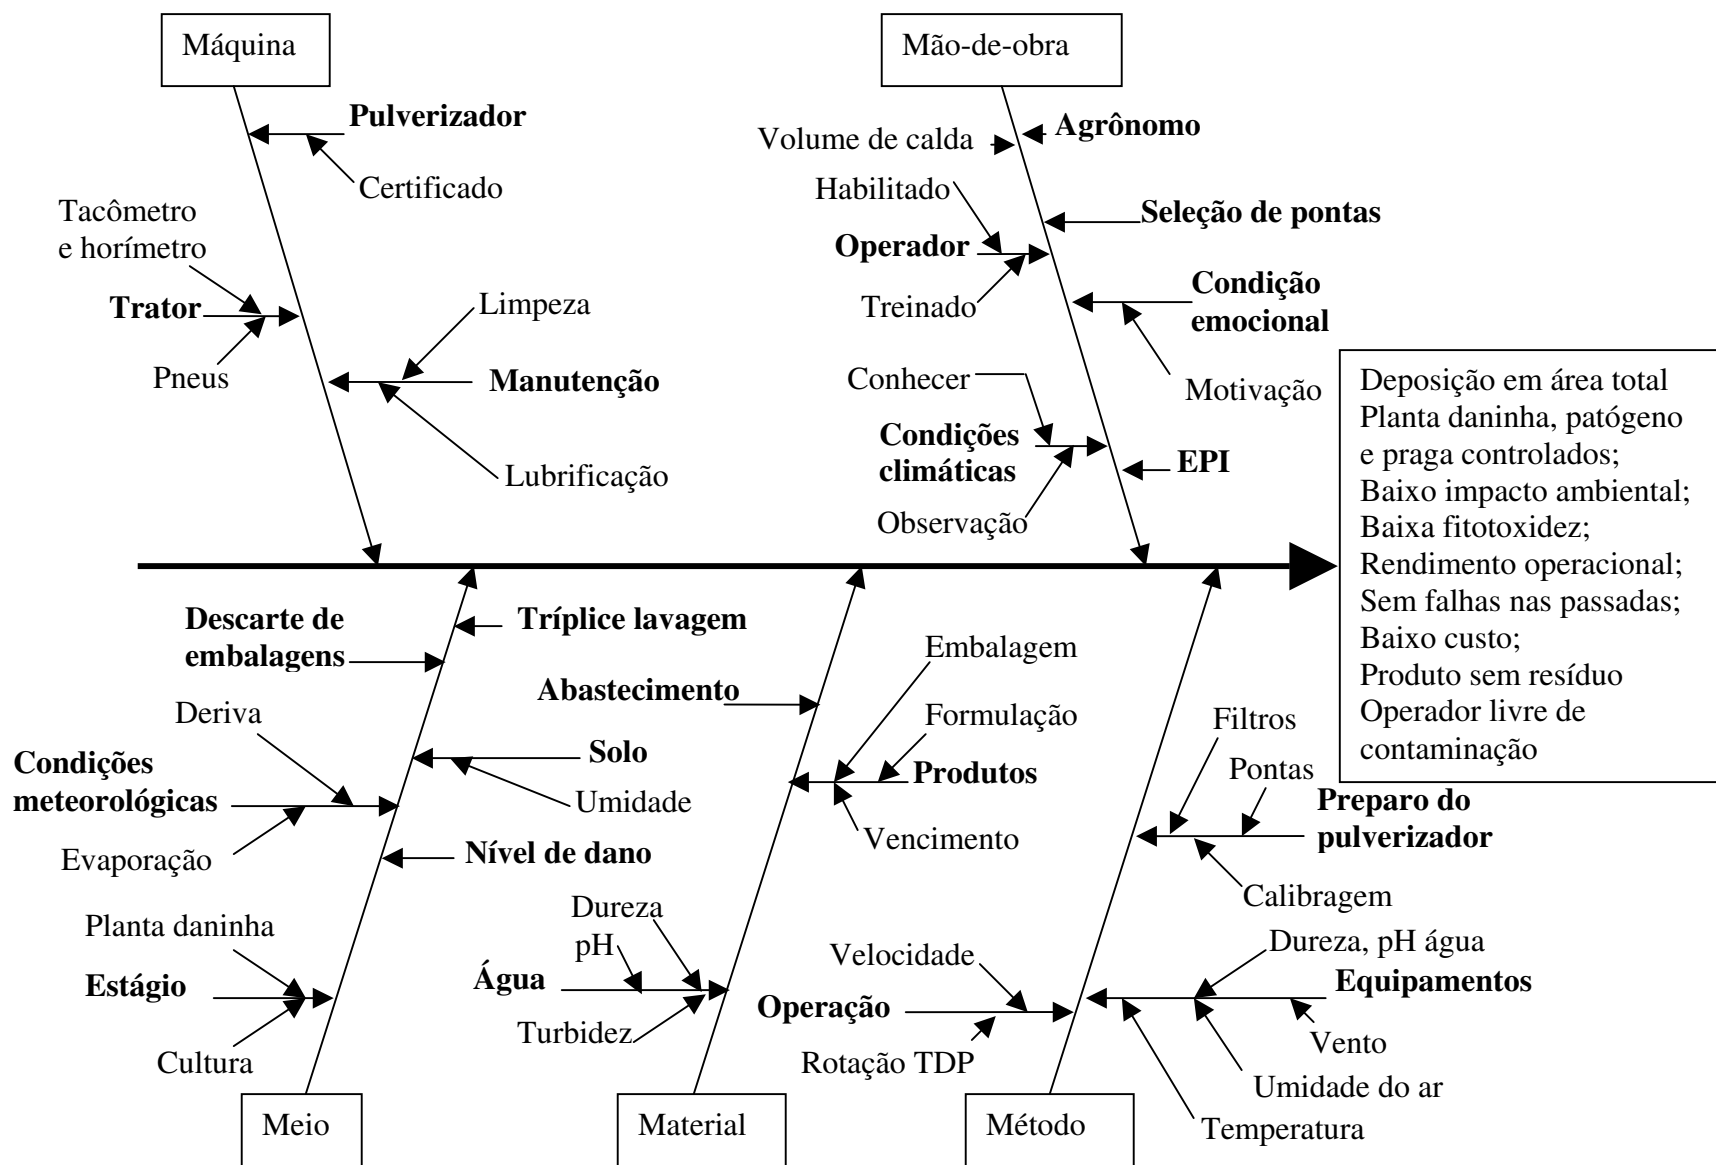 Máquina
Mão-de-obra
Pulverizador
Certificado
Tacômetro
e horímetro
Trator
Pneus
Limpeza
Manutenção
Lubrificação
Agrônomo
Volume de calda
Habilitado
Seleção de pontas
Operador
Treinado
Condição
emocional
Motivação
Conhecer
Condições
climáticas
EPI
Observação
Deposição em área total
Planta daninha, patógeno
e praga controlados;
Baixo impacto ambiental;
Baixa fitotoxidez;
Rendimento operacional;
Sem falhas nas passadas;
Baixo custo;
Produto sem resíduo
Operador livre de
contaminação
Descarte de
embalagens
Tríplice lavagem
Deriva
Condições
meteorológicas
Evaporação
Solo
Umidade
Nível de dano
Planta daninha
Estágio
Cultura
Abastecimento
Embalagem
Formulação
Produtos
Vencimento
Dureza
pH
Água
Turbidez
Filtros
Pontas
Preparo do
pulverizador
Calibragem
Velocidade
Operação
Rotação TDP
Dureza, pH água
Equipamentos
Vento
Umidade do ar
Temperatura
Meio
Material
Método